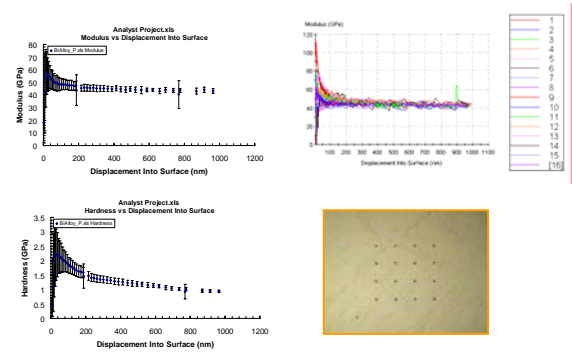 Analyst Project.xls
Modulus vs Displacement Into Surface
BiAlloy_P.xls Modulus
Modulus (GPa)
80
70
60
50
40
30
20
10
0
0 200 400 600 800 1000 1200
Displacement Into Surface (nm)
Modulus (GPa)
120
100
80
60
40
20
0
100 200 300 400 500 600 700 800 900 1000 1100
Displacement Into Surface (nm)
1
2
3
4
5
6
7
8
9
10
11
12
13
14
15
[16]
Analyst Project.xls
Hardness vs Displacement Into Surface
BiAlloy_P.xls Hardness
Hardness (GPa)
3.5
3
2.5
2
1.5
1
0.5
0
0 200 400 600 800 1000 1200
Displacement Into Surface (nm)